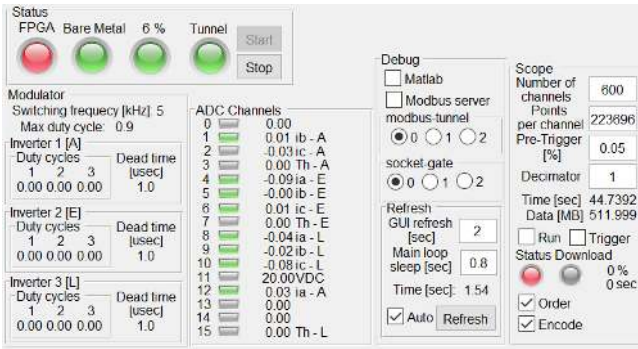 Status
FPGA Bare Metal 6 % Tunnel
Start
Stop
Modulator
Switching frequecy [kHz]: 5
Max duty cycle: 0.9
Inverter 1 [A]
Duty cycles
Dead time
[usec]
1 2 3
0.00 0.00 0.00 1.0
Inverter 2 [E]
Duty cycles
Dead time
[usec]
1 2 3
0.00 0.00 0.00 1.0
Inverter 3 [L]
Duty cycles
Dead time
[usec]
1 2 3
0.00 0.00 0.00 1.0
ADC Channels
0 0.00
1 0.01 ib - A
2 -0.03 ic - A
3 0.00 Th - A
4 -0.09 ia - E
5 -0.00 ib - E
6 0.01 ic - E
7 0.00 Th - E
8 -0.04 ia - L
9 -0.02 ib - L
10 -0.08 ic - L
11 20.00VDC
12 0.03 ia - A
13 0.00
14 0.00
15 0.00 Th - L
Debug
Matlab
Modbus server
modbus-tunnel
0 1 2
socket-gate
0 1 2
Refresh
GUI refresh
[sec]
2
Main loop
sleep [sec]
0.8
Time [sec]: 1.54
Auto Refresh
Scope
Number of
channels
600
Points
per channel
223696
Pre-Trigger
[%]
0.05
Decimator 1
Time [sec] 44.7392
Data [MB] 511.999
Run Trigger
Status Download
0 %
0 sec
Order
Encode